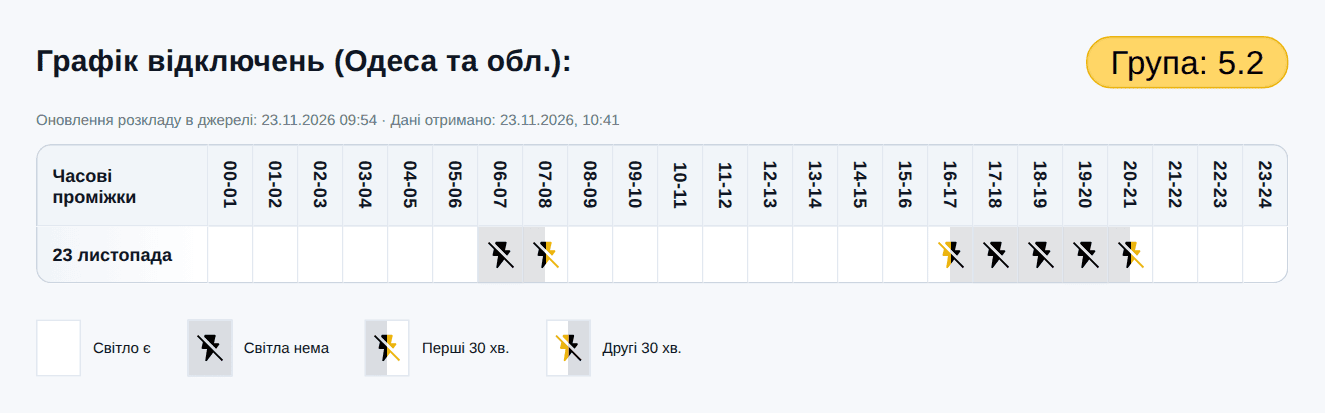 Графік відключень (Одеса та обл.):
Група: 5.2
Оновлення розкладу в джерелі: 23.11.2026 09:54 · Дані отримано: 23.11.2026, 10:41
Часові
проміжки
00-01
01-02
02-03
03-04
04-05
05-06
06-07
07-08
08-09
09-10
10-11
11-12
12-13
13-14
14-15
15-16
16-17
17-18
18-19
19-20
20-21
21-22
22-23
23-24
23 листопада
Світло є
Світла нема
Перші 30 хв.
Другі 30 хв.